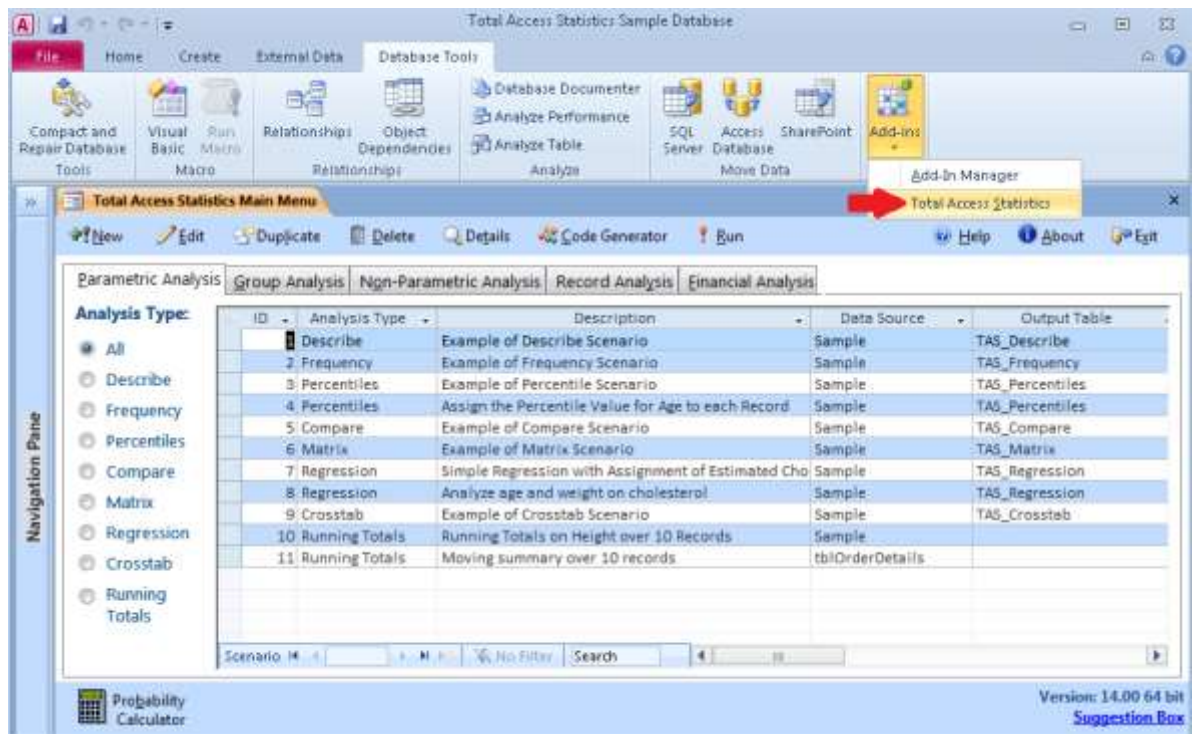 Total Access Statistics Sample Database
File Home Create External Data Database Tools
Compact and Repair Database
Visual Basic
Run Macro
Relationships
Object Dependencies
Database Documenter
Analyze Performance
Analyze Table
SQL Server
Access Database
SharePoint
Add-ins
Tools Macro Relationships Analyze Move Data
Add-In Manager
Total Access Statistics
Total Access Statistics Main Menu
New Edit Duplicate Delete Details Code Generator Run Help About Exit
Parametric Analysis Group Analysis Non-Parametric Analysis Record Analysis Financial Analysis
Analysis Type:
All
Describe
Frequency
Percentiles
Compare
Matrix
Regression
Crosstab
Running Totals
ID Analysis Type Description Data Source Output Table
1 Describe Example of Describe Scenario Sample TAS_Describe
2 Frequency Example of Frequency Scenario Sample TAS_Frequency
3 Percentiles Example of Percentile Scenario Sample TAS_Percentiles
4 Percentiles Assign the Percentile Value for Age to each Record Sample TAS_Percentiles
5 Compare Example of Compare Scenario Sample TAS_Compare
6 Matrix Example of Matrix Scenario Sample TAS_Matrix
7 Regression Simple Regression with Assignment of Estimated Cho Sample TAS_Regression
8 Regression Analyze age and weight on cholesterol Sample TAS_Regression
9 Crosstab Example of Crosstab Scenario Sample TAS_Crosstab
10 Running Totals Running Totals on Height over 10 Records Sample
11 Running Totals Moving summary over 10 records tblOrderDetails
Scenario No Filter Search
Navigation Pane
Probability Calculator
Version: 14.00 64 bit
Suggestion Box